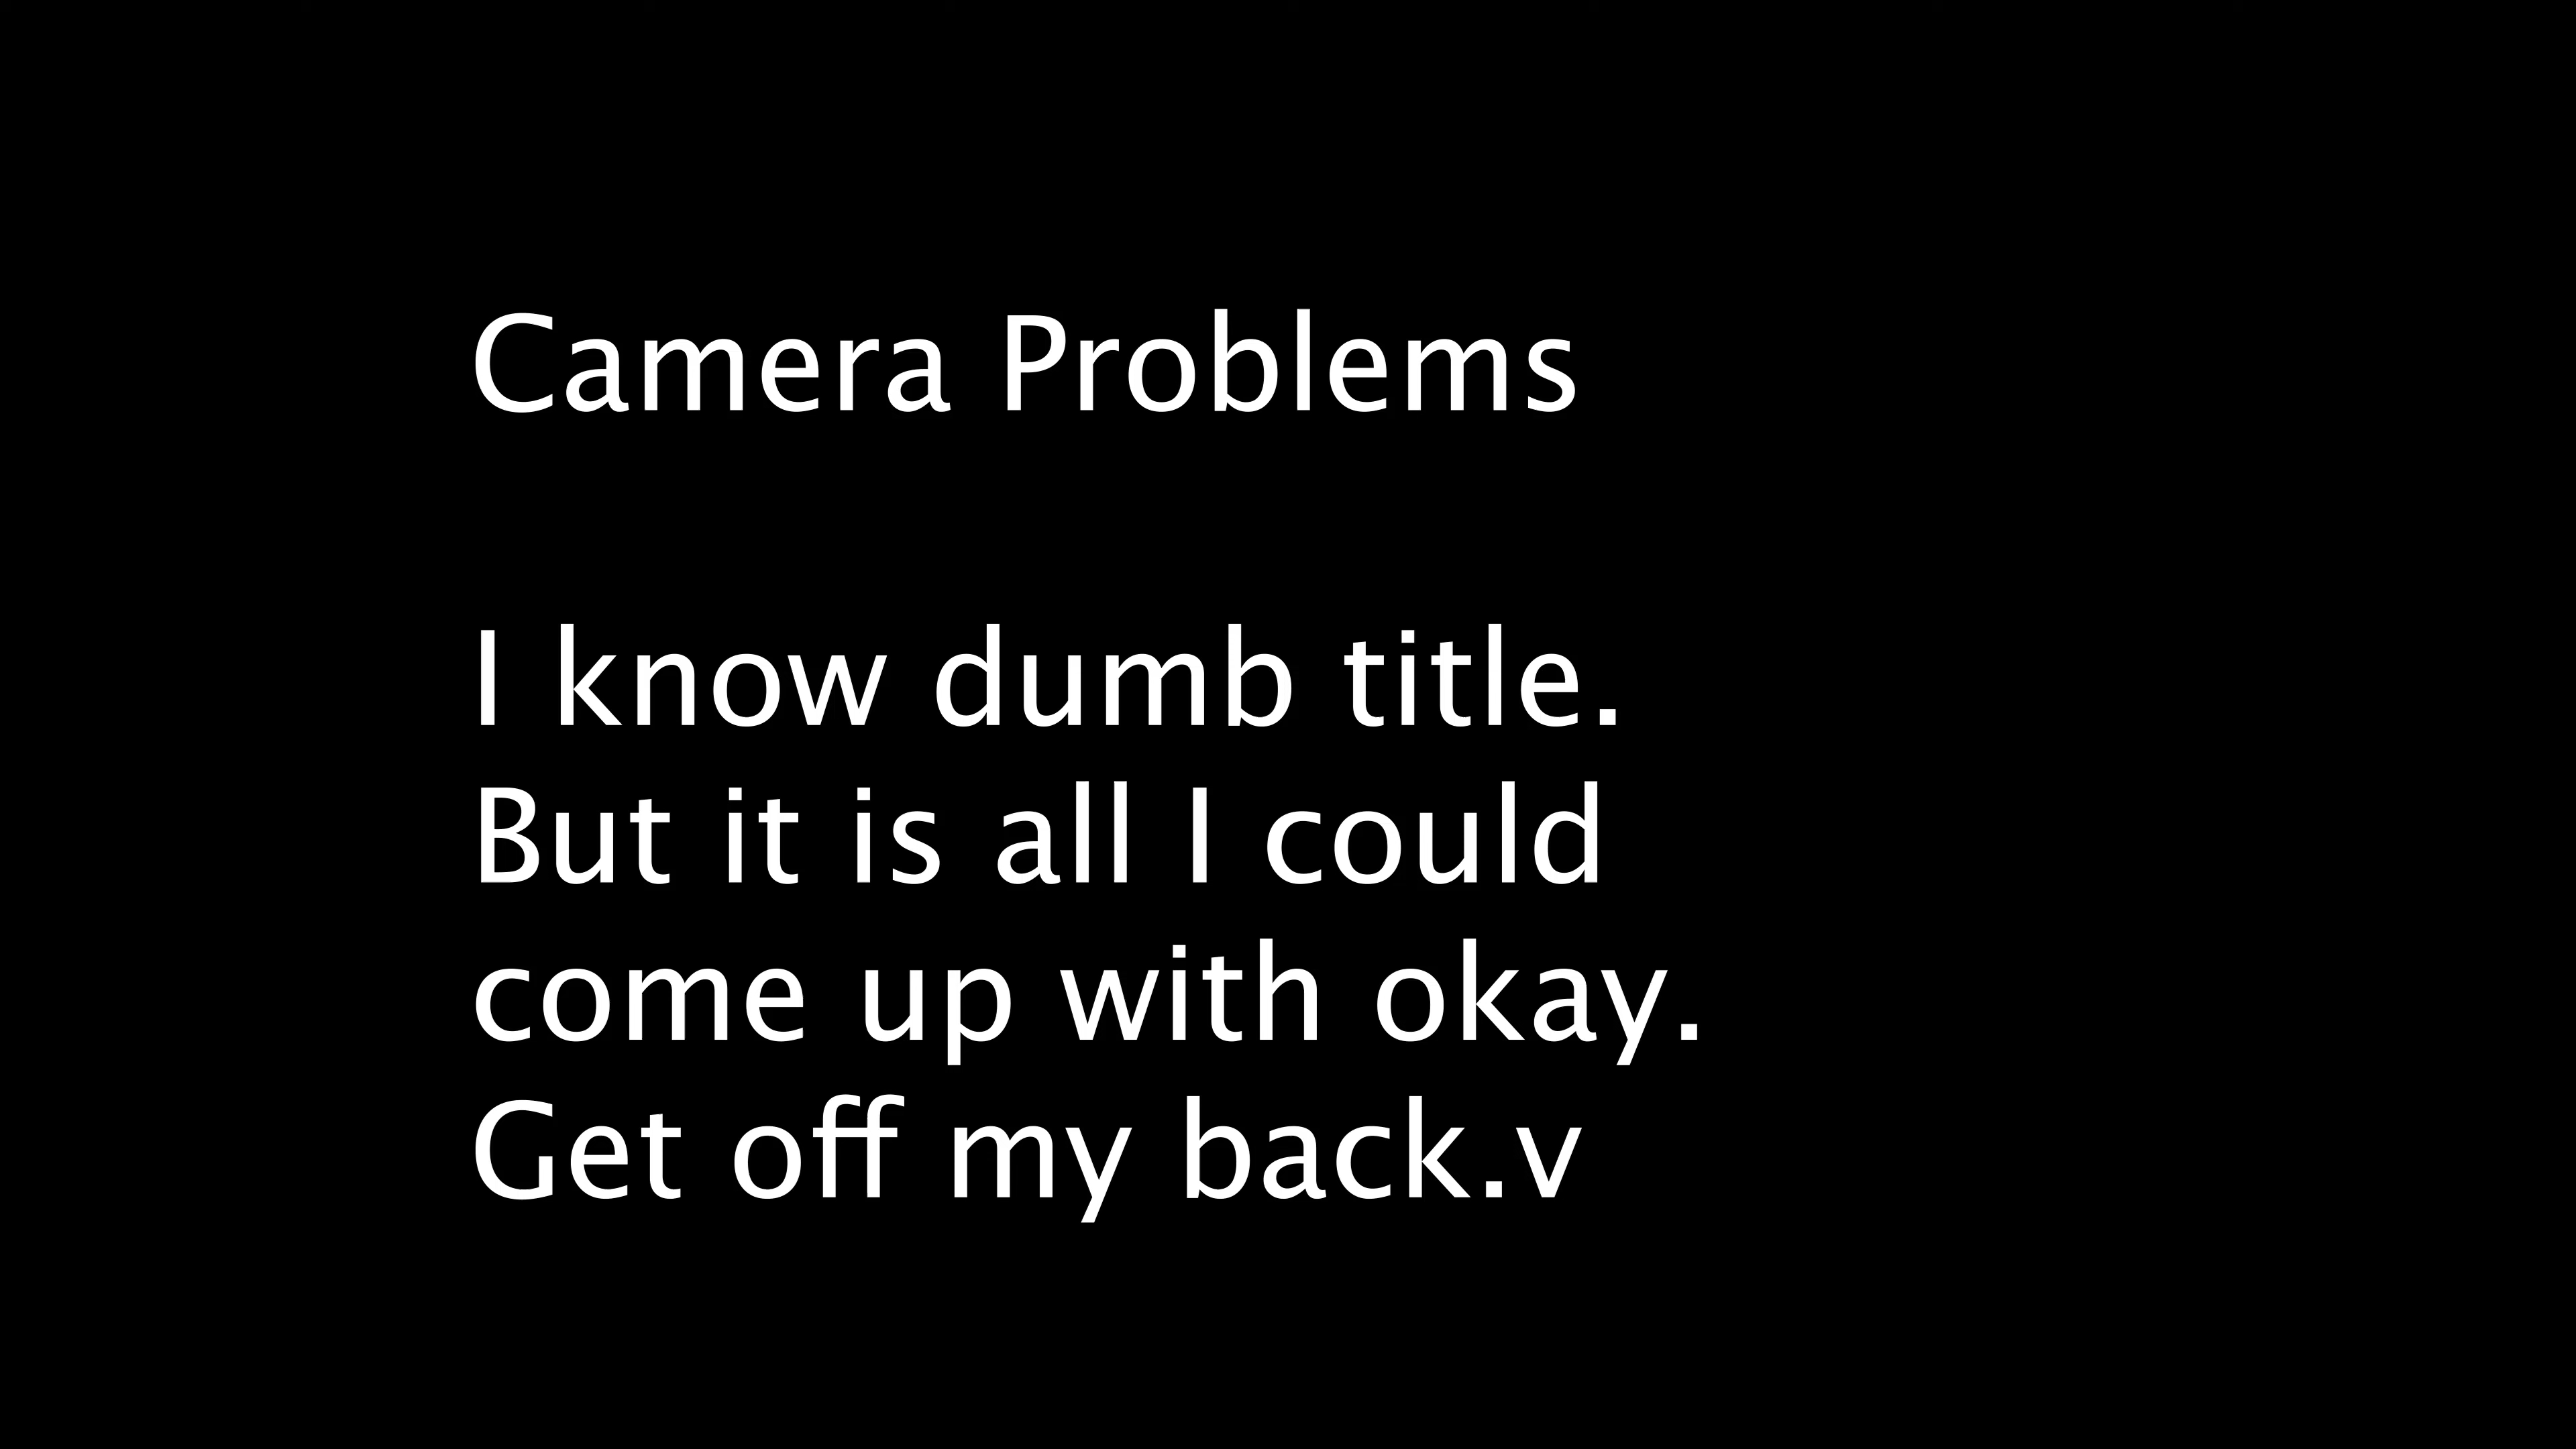 Camera Problems
I know dumb title.
But it is all I could
come up with okay.
Get off my back.v